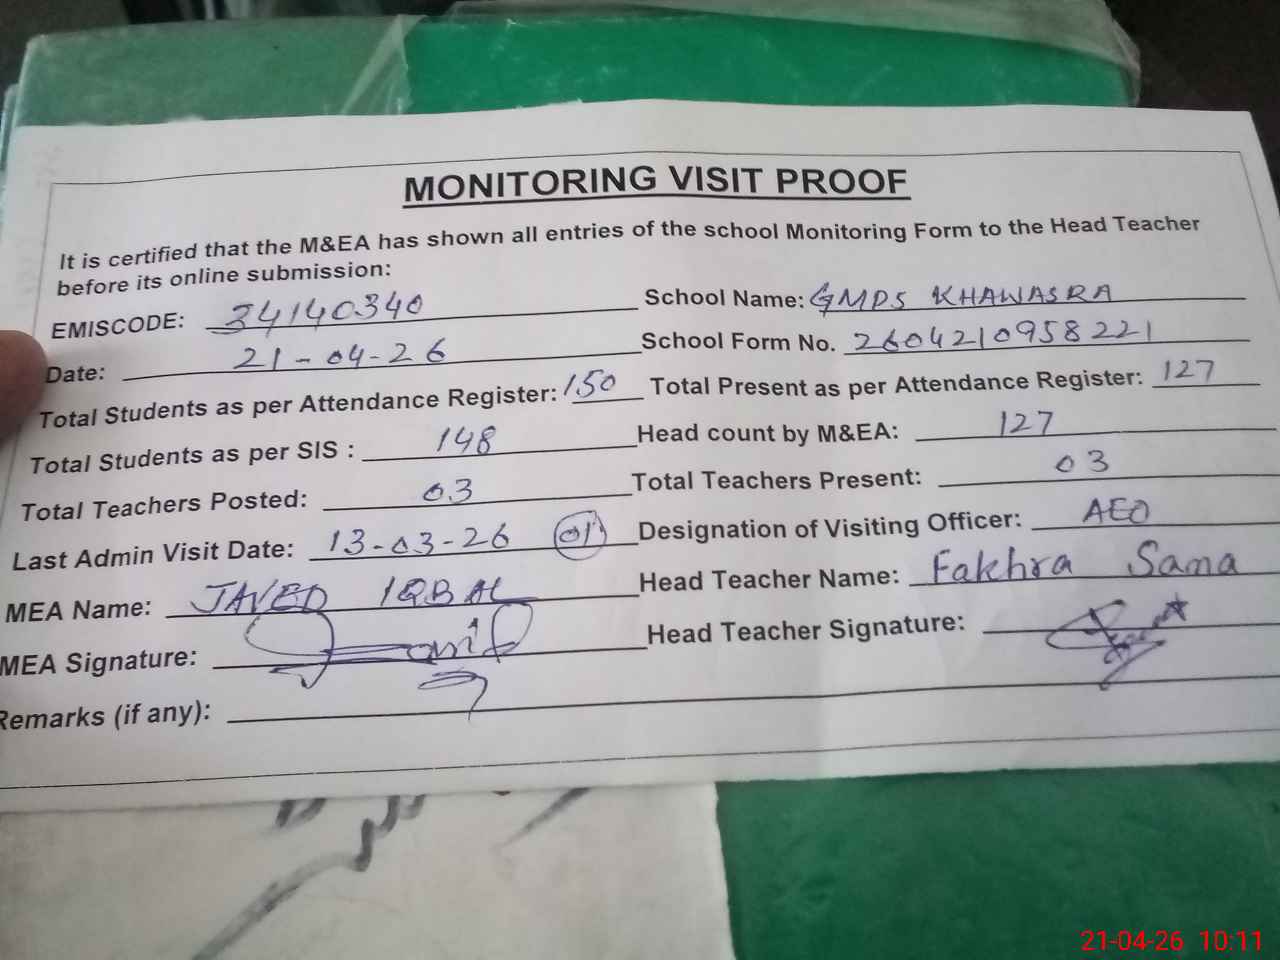 MONITORING VISIT PROOF
It is certified that the M&EA has shown all entries of the school Monitoring Form to the Head Teacher
before its online submission:
EMISCODE: 34140340 School Name: GMPS KHAWASRA
Date: 21-04-26 School Form No. 2604210958221
Total Students as per Attendance Register: 150 Total Present as per Attendance Register: 127
Total Students as per SIS : 148 Head count by M&EA: 127
Total Teachers Posted: 03 Total Teachers Present: 03
Last Admin Visit Date: 13-03-26 01 Designation of Visiting Officer: AEO
MEA Name: JAVED IQBAL Head Teacher Name: Fakhra Sama
MEA Signature: Head Teacher Signature:
Remarks (if any):
21-04-26 10:11